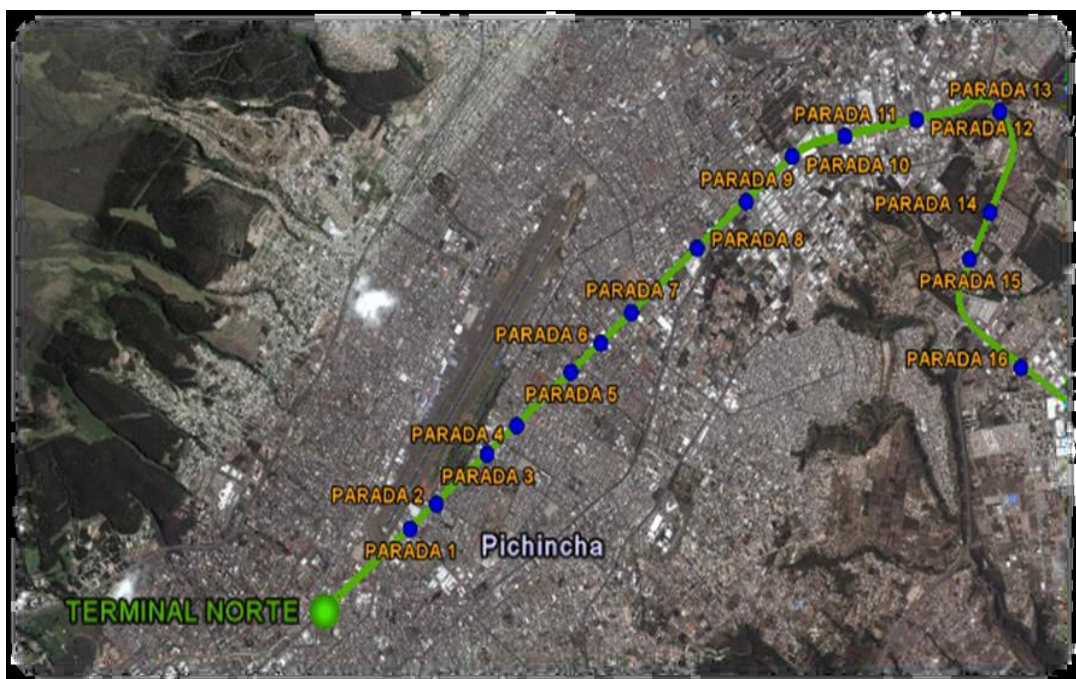 PARADA 13
PARADA 11
PARADA 12
PARADA 10
PARADA 9
PARADA 14
PARADA 8
PARADA 15
PARADA 7
PARADA 6
PARADA 16
PARADA 5
PARADA 4
PARADA 3
PARADA 2
PARADA 1
Pichincha
TERMINAL NORTE